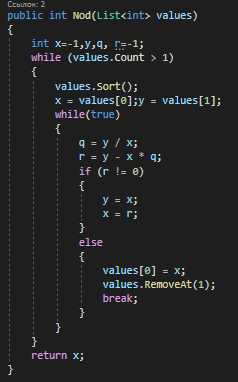 Ссылок: 2
public int Nod(List<int> values)
{
int x=-1,y,q, r=-1;
while (values.Count > 1)
{
values.Sort();
x = values[0];y = values[1];
while(true)
{
q = y / x;
r = y - x * q;
if (r != 0)
{
y = x;
x = r;
}
else
{
values[0] = x;
values.RemoveAt(1);
break;
}
}
}
return x;
}